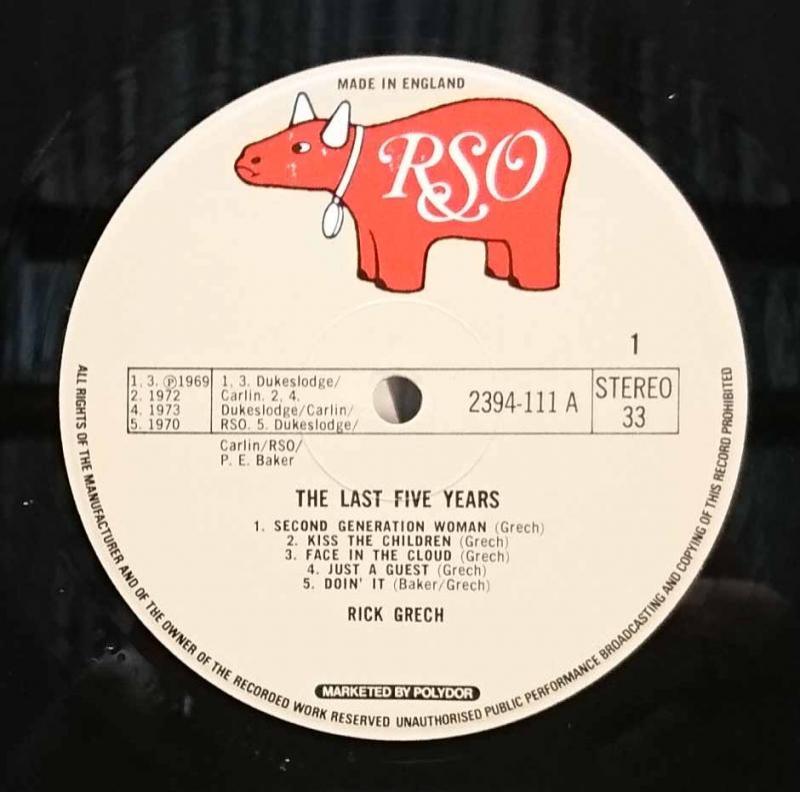 MADE IN ENGLAND
RSO
1
1. 3. Ⓟ1969
2. 1972
4. 1973
5. 1970
1. 3. Dukeslodge/
Carlin. 2. 4.
Dukeslodge/Carlin/
RSO. 5. Dukeslodge/
Carlin/RSO/
P. E. Baker
2394-111 A
STEREO
33
THE LAST FIVE YEARS
1. SECOND GENERATION WOMAN (Grech)
2. KISS THE CHILDREN (Grech)
3. FACE IN THE CLOUD (Grech)
4. JUST A GUEST (Grech)
5. DOIN' IT (Baker/Grech)
RICK GRECH
MARKETED BY POLYDOR
ALL RIGHTS OF THE MANUFACTURER AND OF THE OWNER OF THE RECORDED WORK RESERVED UNAUTHORISED PUBLIC PERFORMANCE BROADCASTING AND COPYING OF THIS RECORD PROHIBITED